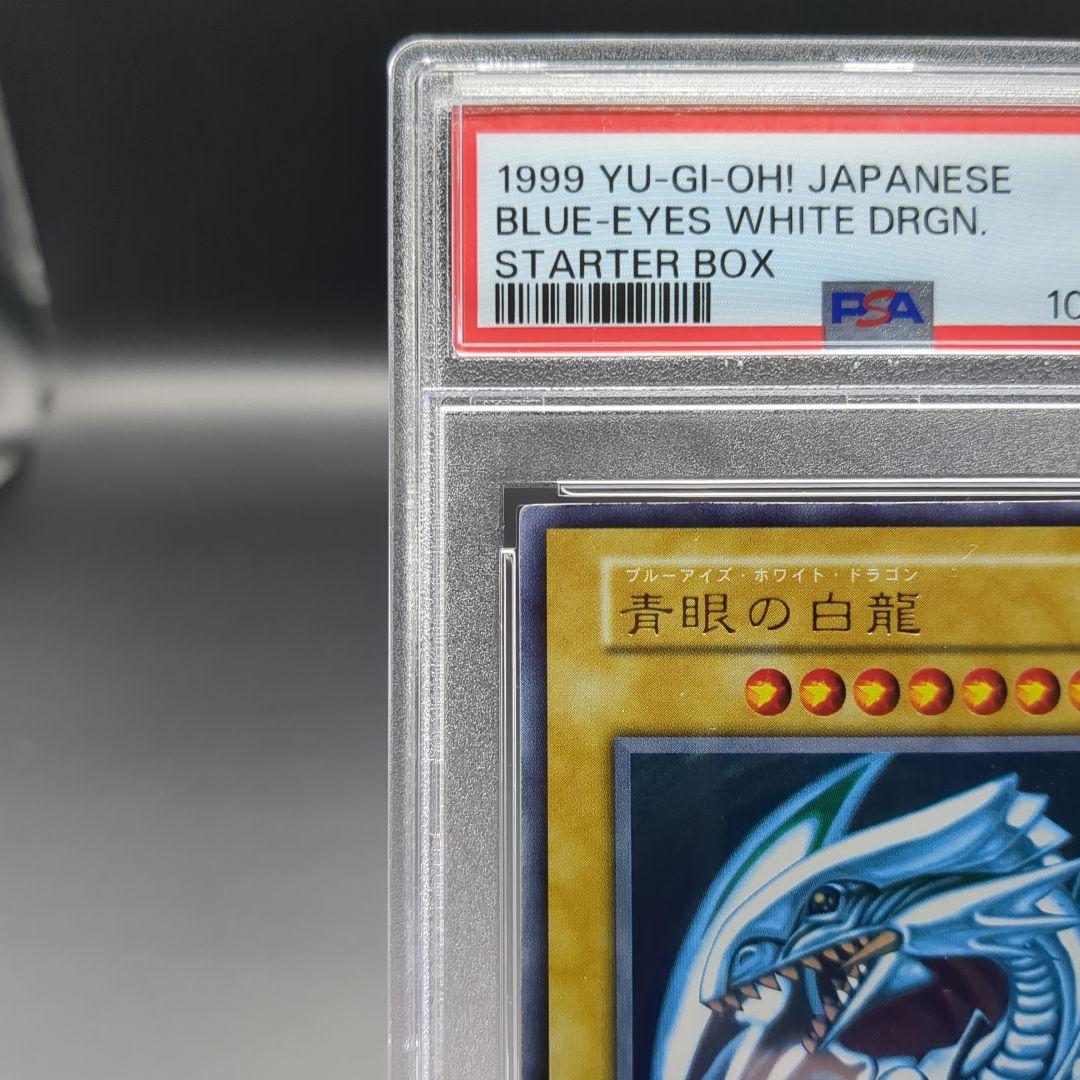 1999 YU-GI-OH! JAPANESE
BLUE-EYES WHITE DRGN.
STARTER BOX
PSA
10
ブルーアイズ・ホワイト・ドラゴン
青眼の白龍